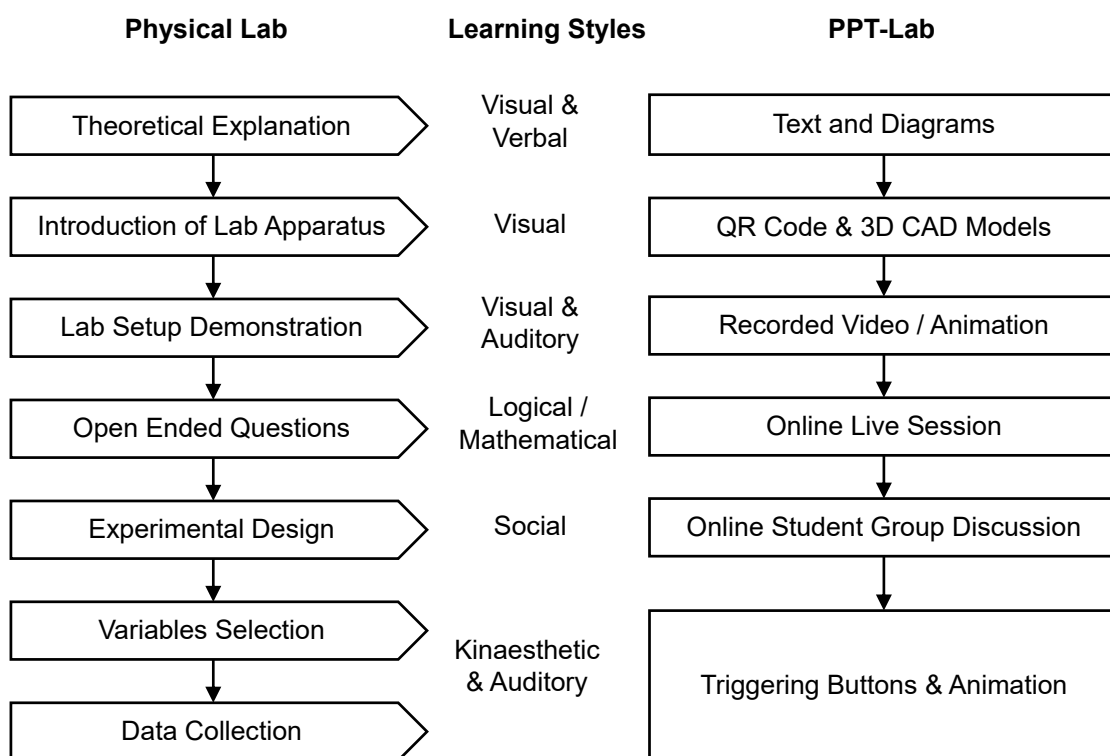 Physical Lab
Learning Styles
PPT-Lab
Theoretical Explanation
Visual &
Verbal
Text and Diagrams
Introduction of Lab Apparatus
Visual
QR Code & 3D CAD Models
Lab Setup Demonstration
Visual &
Auditory
Recorded Video / Animation
Open Ended Questions
Logical /
Mathematical
Online Live Session
Experimental Design
Social
Online Student Group Discussion
Variables Selection
Kinaesthetic
& Auditory
Triggering Buttons & Animation
Data Collection